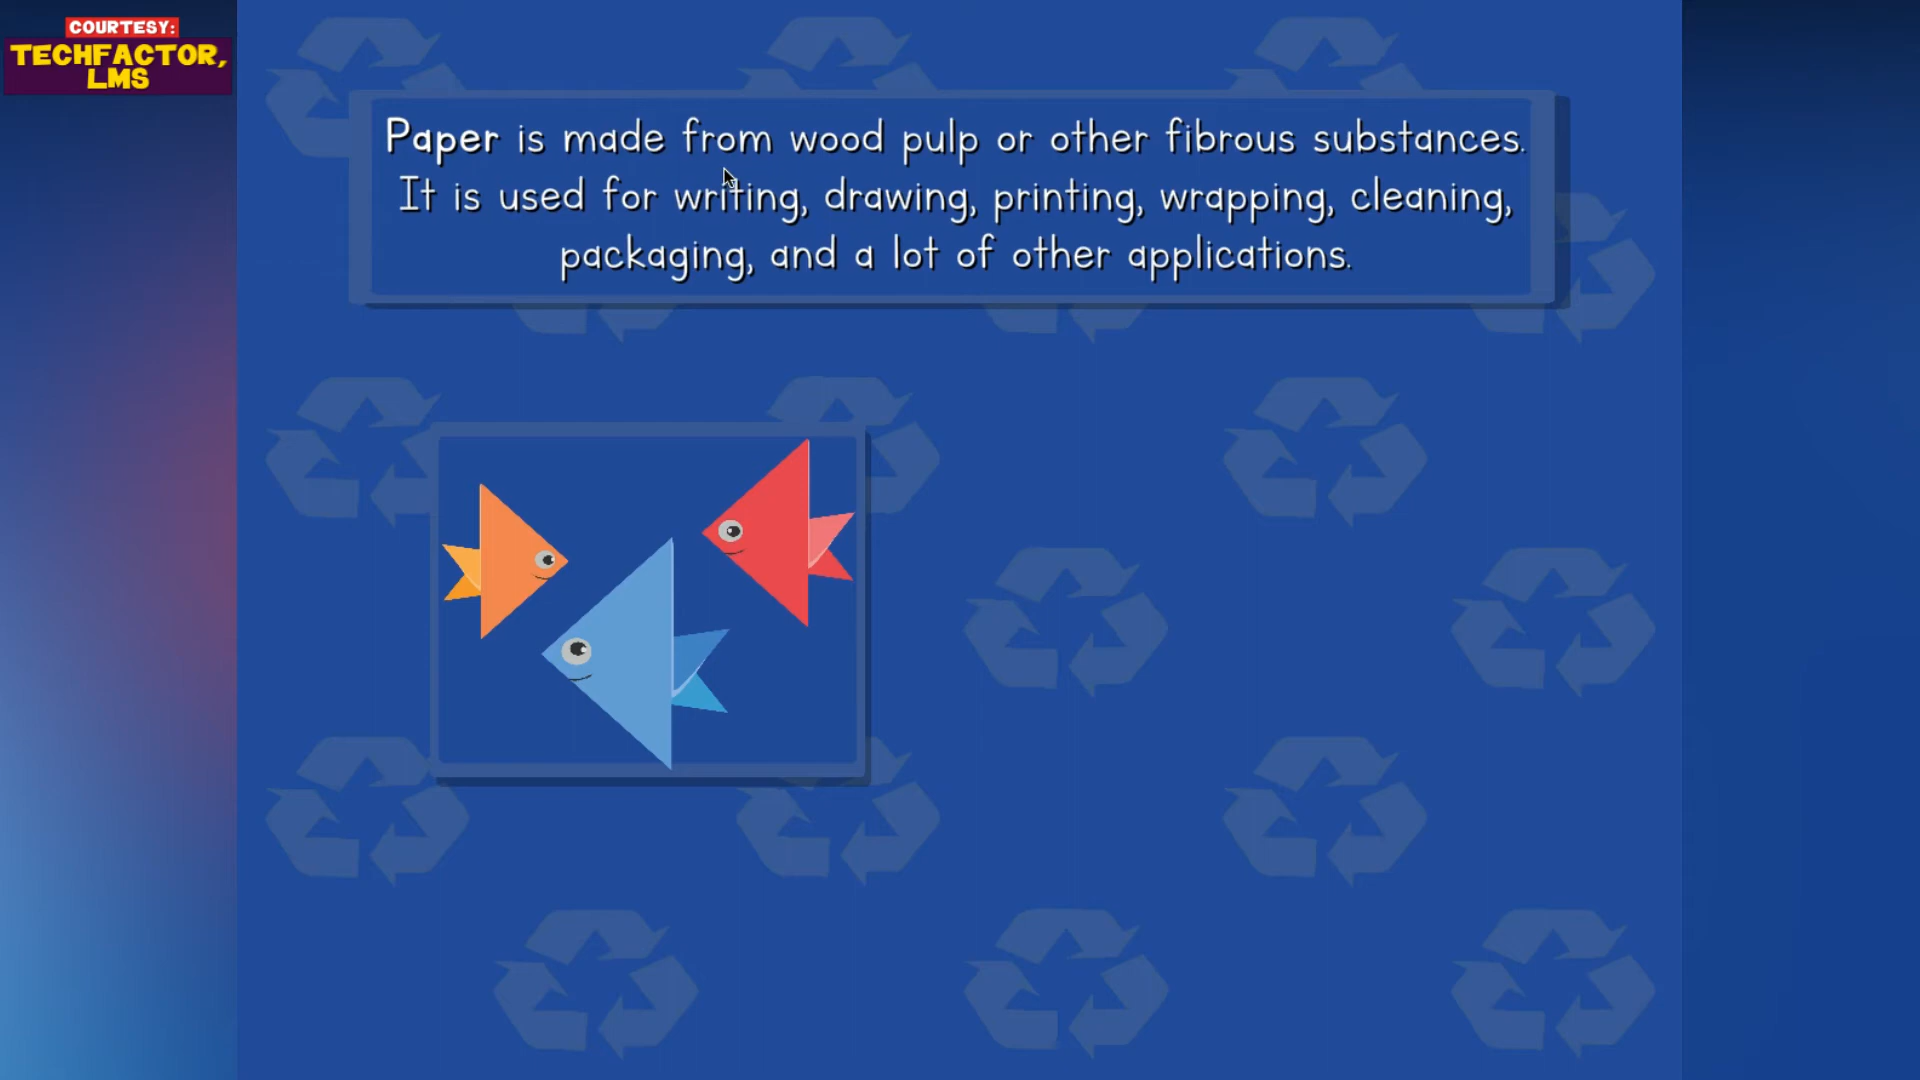 COURTESY:
TECHFACTOR,
LMS
Paper is made from wood pulp or other fibrous substances.
It is used for writing, drawing, printing, wrapping, cleaning,
packaging, and a lot of other applications.